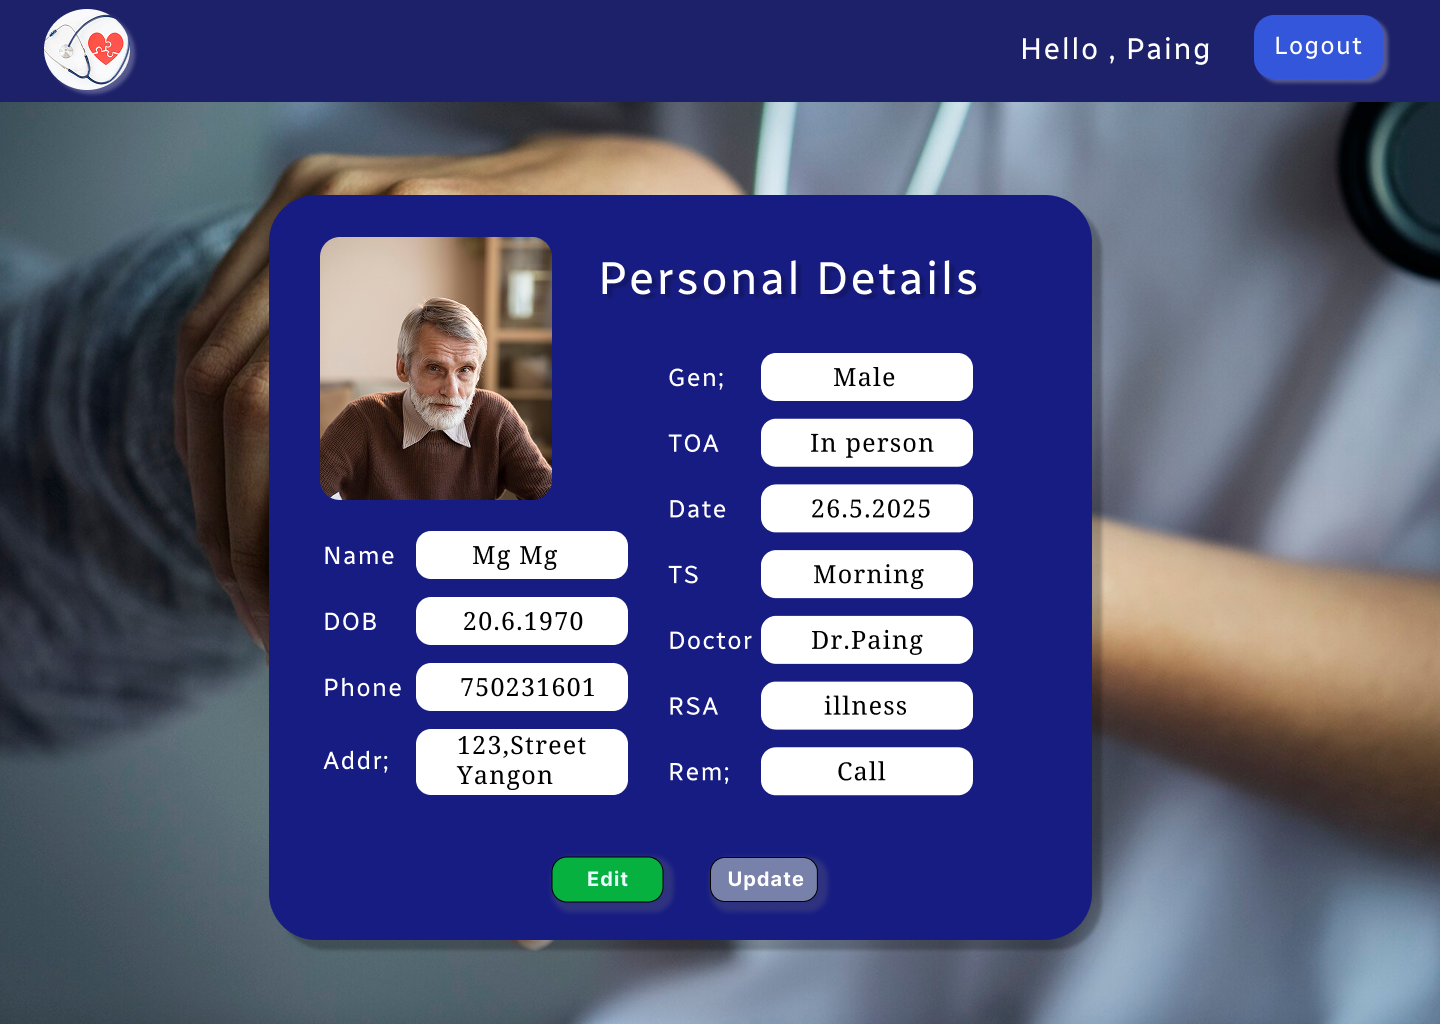 Hello , Paing
Logout
Personal Details
Name Mg Mg
DOB 20.6.1970
Phone 750231601
Addr; 123,Street
Yangon
Gen; Male
TOA In person
Date 26.5.2025
TS Morning
Doctor Dr.Paing
RSA illness
Rem; Call
Edit
Update